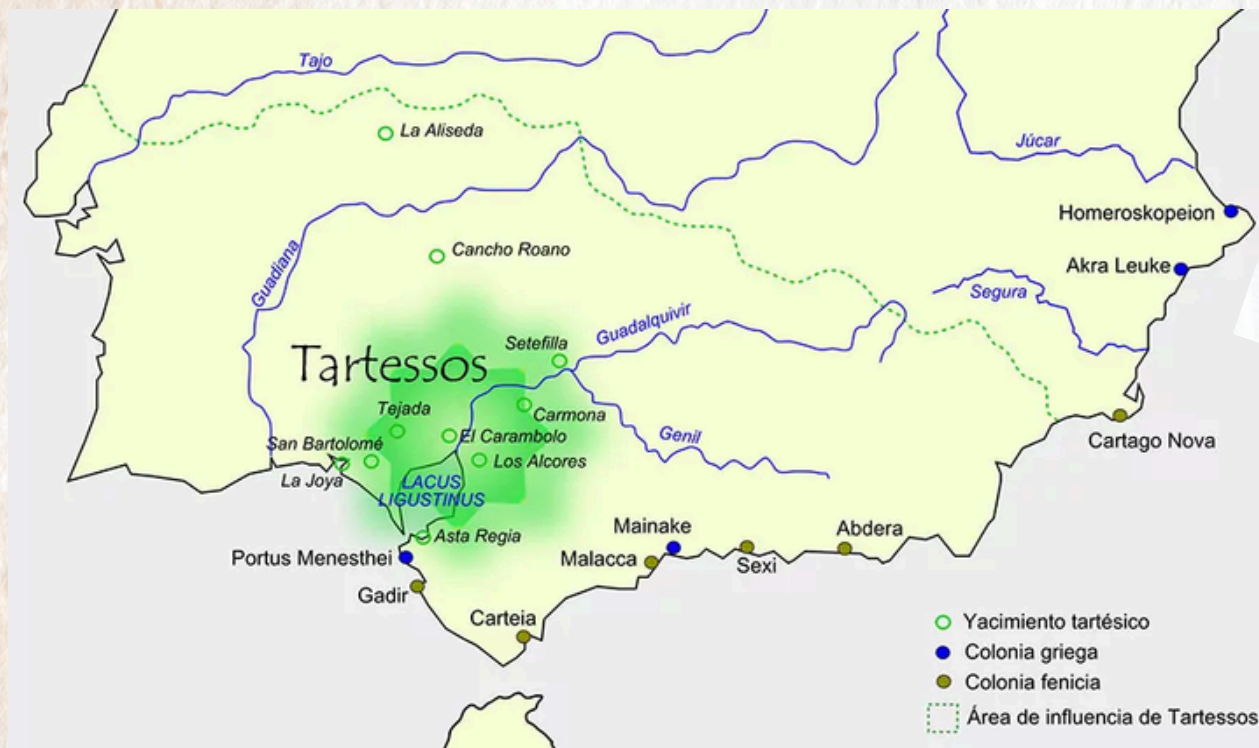 Tajo
La Aliseda
Júcar
Homeroskopeion
Cancho Roano
Guadiana
Akra Leuke
Segura
Guadalquivir
Setefilla
Tartessos
Tejada
Carmona
Cartago Nova
San Bartolomé
El Carambolo
Genil
Los Alcores
La Joya
LACUS
LIGUSTINUS
Asta Regia
Mainake
Abdera
Portus Menesthei
Malacca
Sexi
Gadir
Carteia
Yacimiento tartésico
Colonia griega
Colonia fenicia
Área de influencia de Tartessos